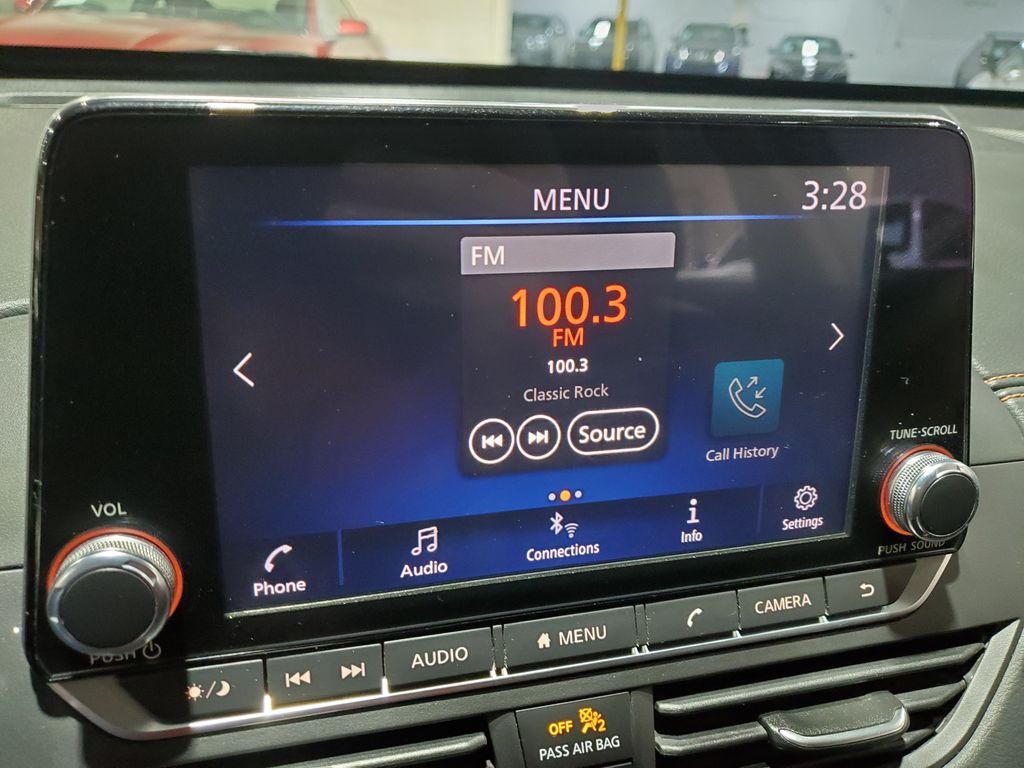 MENU
3:28
FM
100.3
FM
100.3
Classic Rock
Source
Call History
Phone
Audio
Connections
Info
Settings
VOL
PUSH
TUNE·SCROLL
PUSH SOUND
AUDIO
MENU
CAMERA
OFF 2
PASS AIR BAG